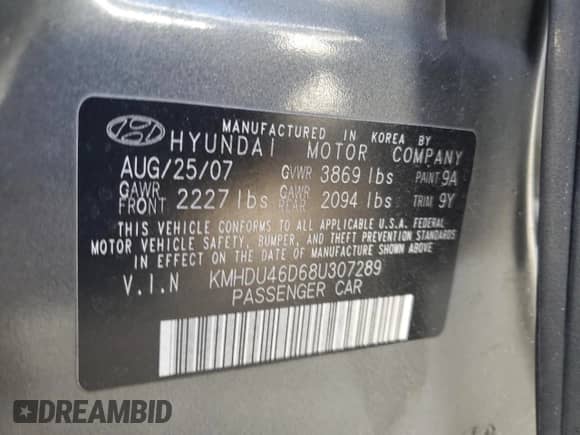 MANUFACTURED IN KOREA BY
HYUNDAI MOTOR COMPANY
AUG/25/07 GVWR 3869 lbs PAINT 9A
GAWR FRONT 2227 lbs GAWR REAR 2094 lbs TRIM 9Y
THIS VEHICLE CONFORMS TO ALL APPLICABLE U.S.A. FEDERAL
MOTOR VEHICLE SAFETY, BUMPER, AND THEFT PREVENTION STANDARDS
IN EFFECT ON THE DATE OF MANUFACTURE SHOWN ABOVE.
V.I.N KMHDU46D68U307289
PASSENGER CAR
DREAMBID